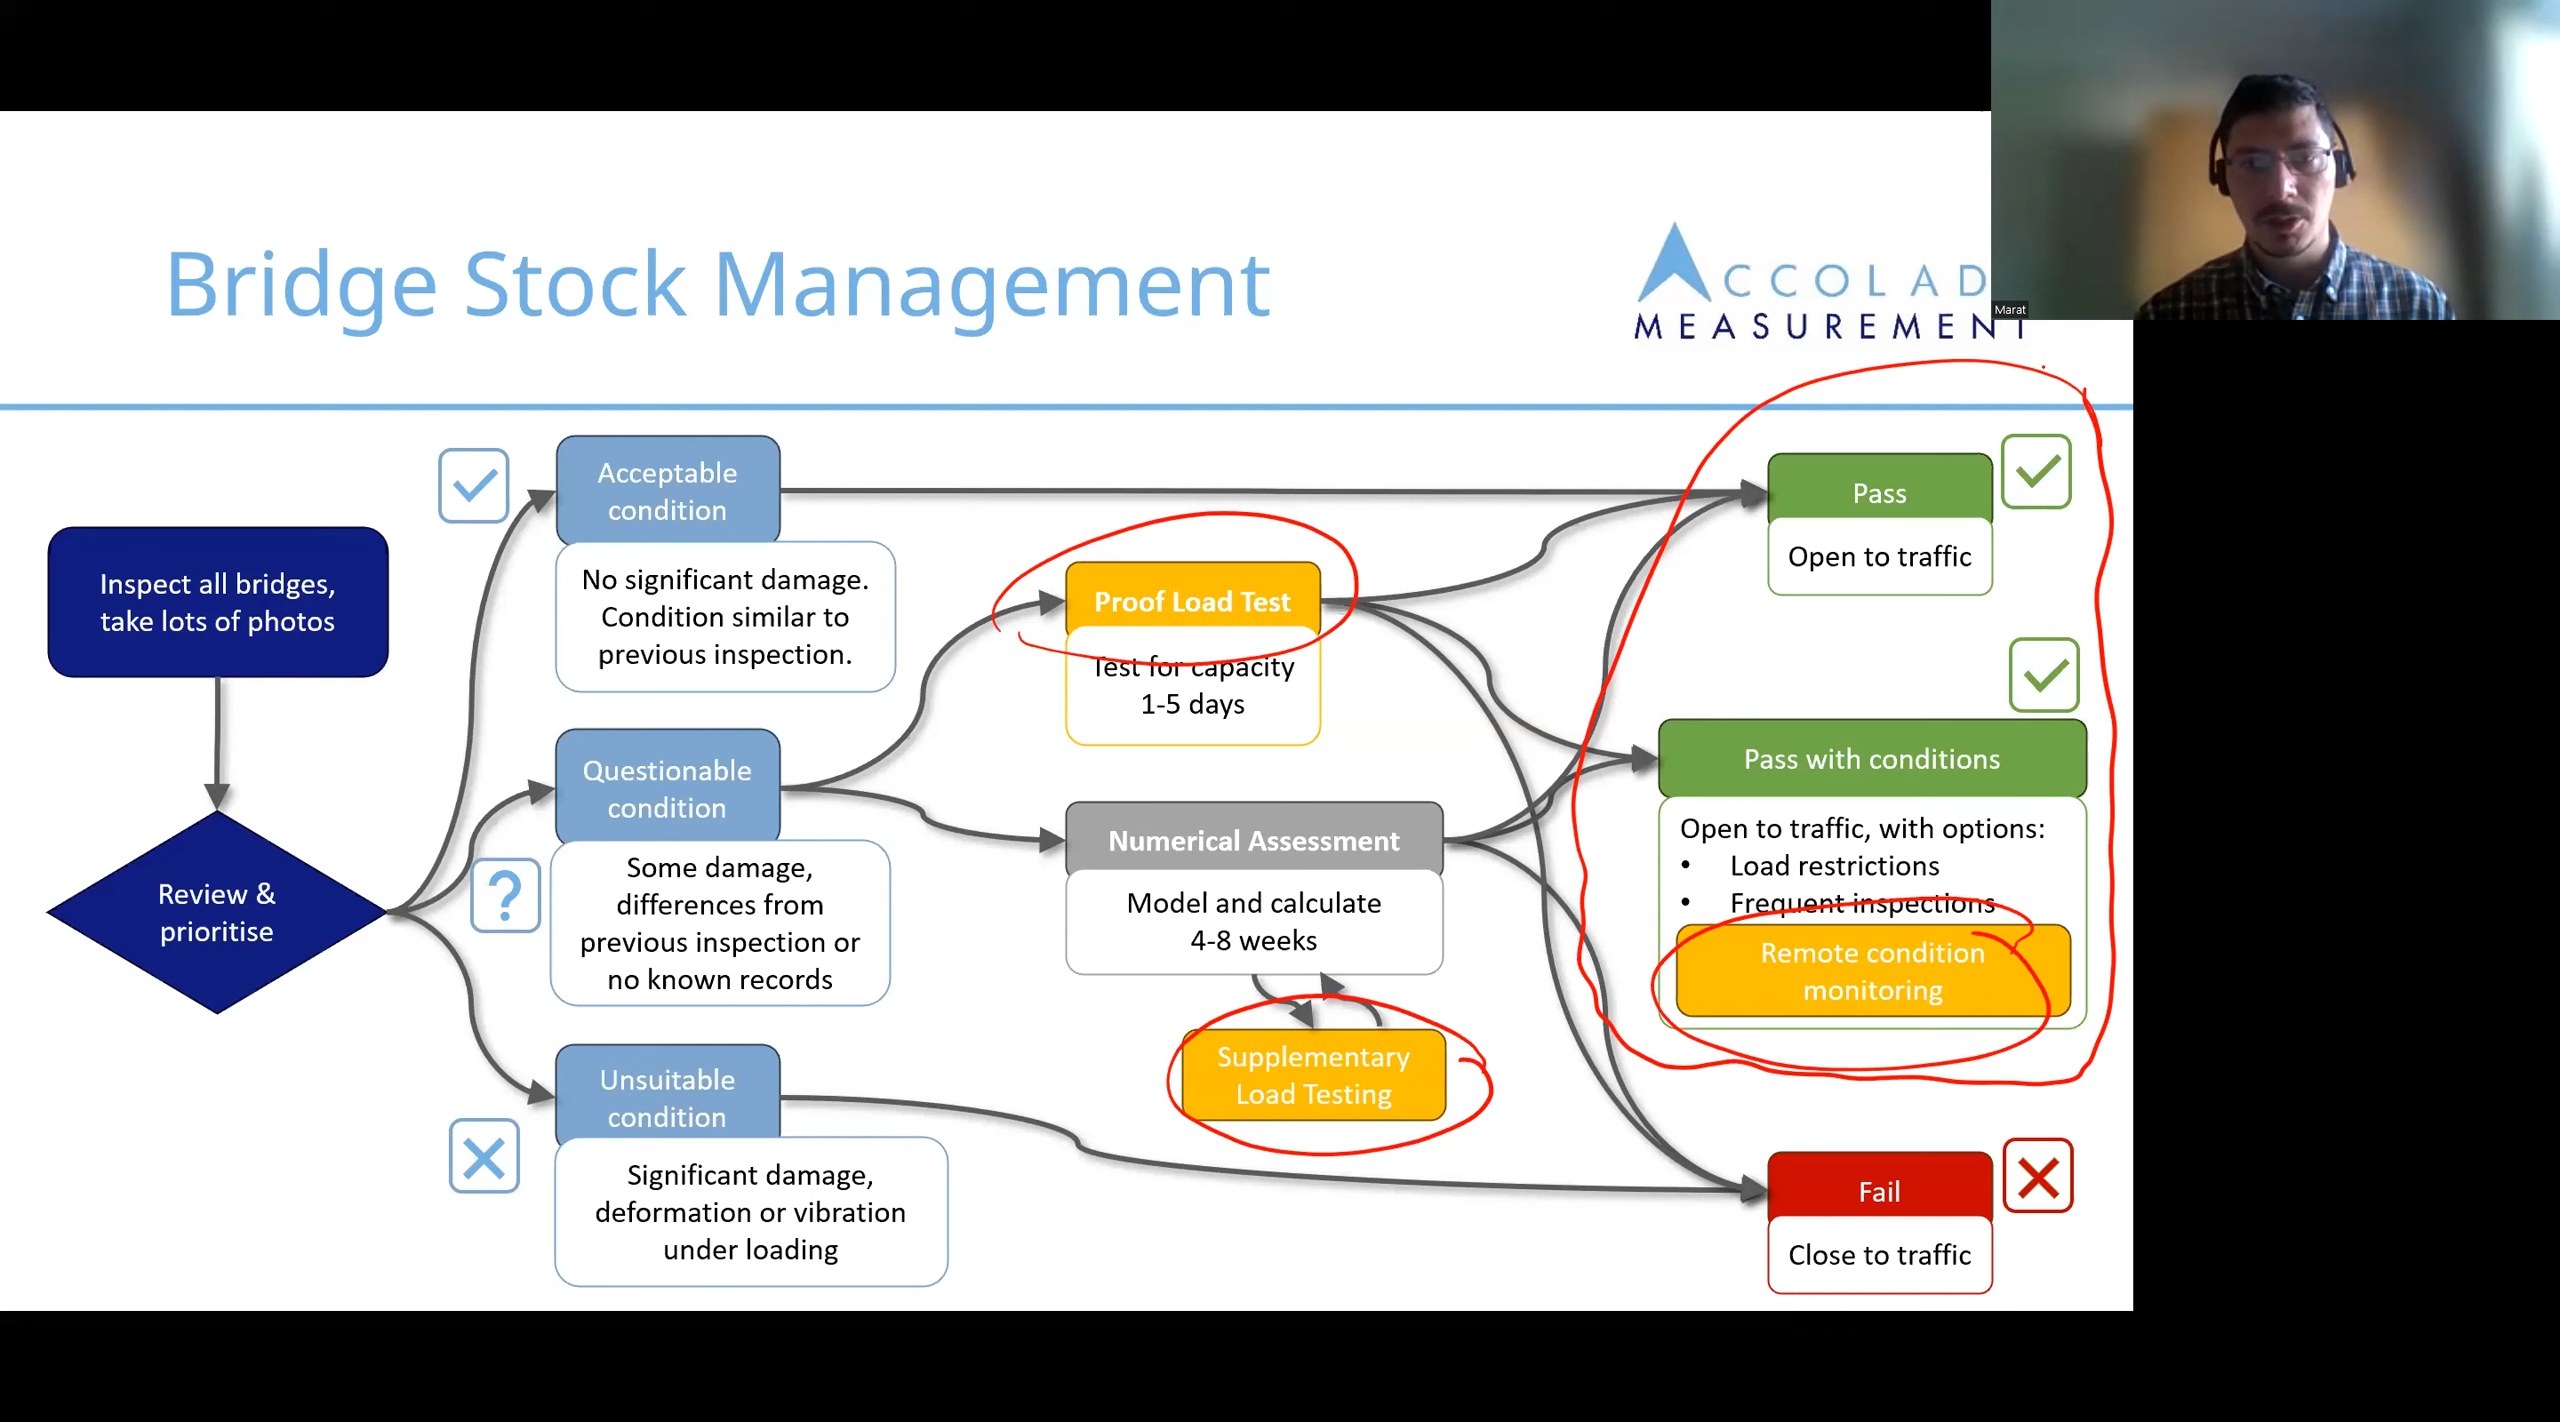 Bridge Stock Management
ACCOLAD
MEASUREMENT
Marat
Inspect all bridges,
take lots of photos
Review &
prioritise
Acceptable
condition
No significant damage.
Condition similar to
previous inspection.
Questionable
condition
?
Some damage,
differences from
previous inspection or
no known records
Unsuitable
condition
Significant damage,
deformation or vibration
under loading
Proof Load Test
Test for capacity
1-5 days
Numerical Assessment
Model and calculate
4-8 weeks
Supplementary
Load Testing
Pass
Open to traffic
Pass with conditions
Open to traffic, with options:
• Load restrictions
• Frequent inspections
Remote condition
monitoring
Fail
Close to traffic